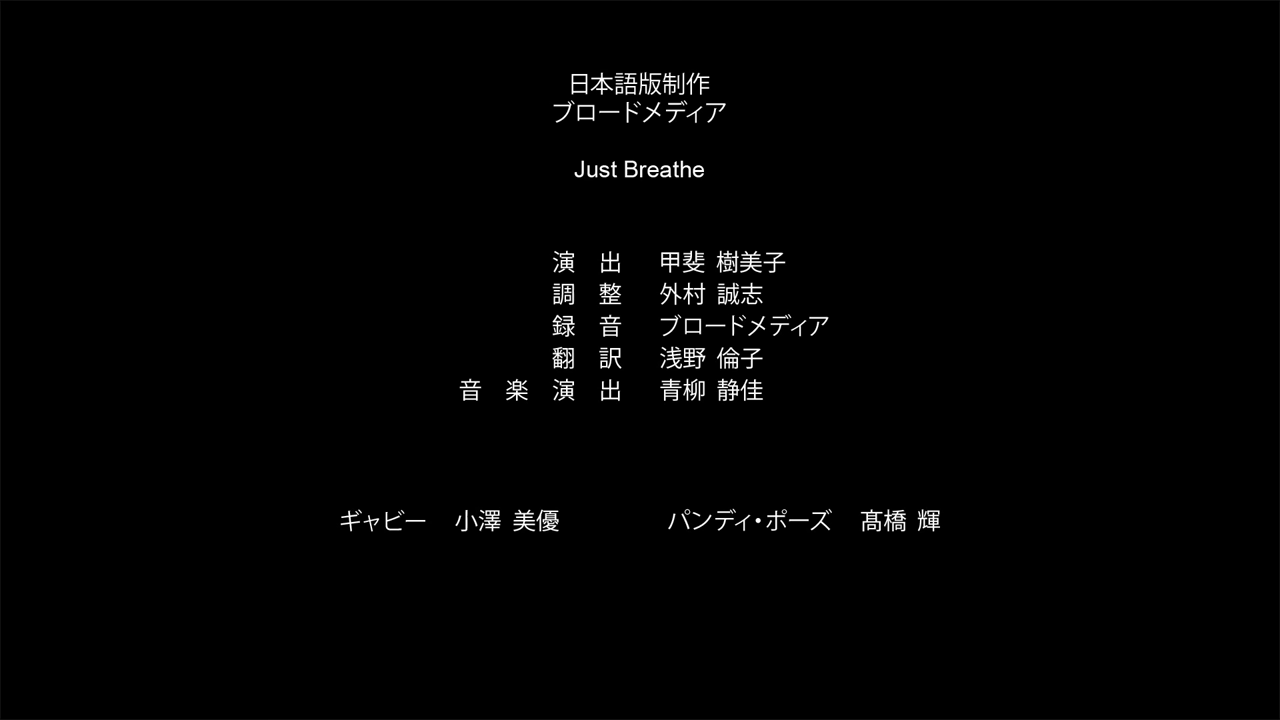 日本語版制作
ブロードメディア
Just Breathe
演　出　甲斐 樹美子
調　整　外村 誠志
録　音　ブロードメディア
翻　訳　浅野 倫子
音　楽　演　出　青柳 静佳
ギャビー　小澤 美優　　　　パンディ・ポーズ　髙橋 輝